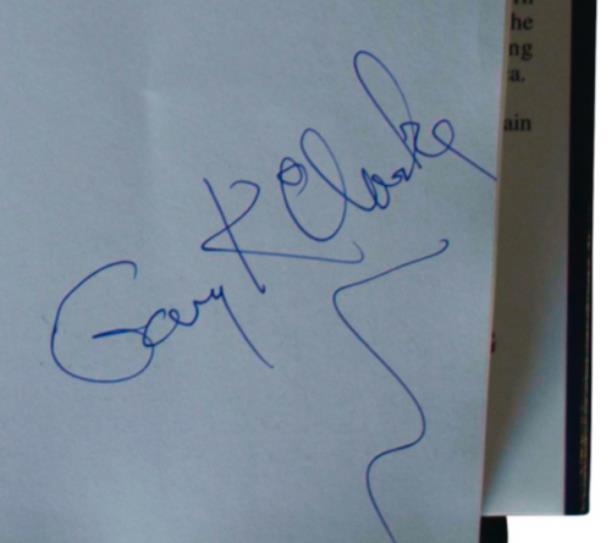 Gary K Clarke
he
ng
a.
ain